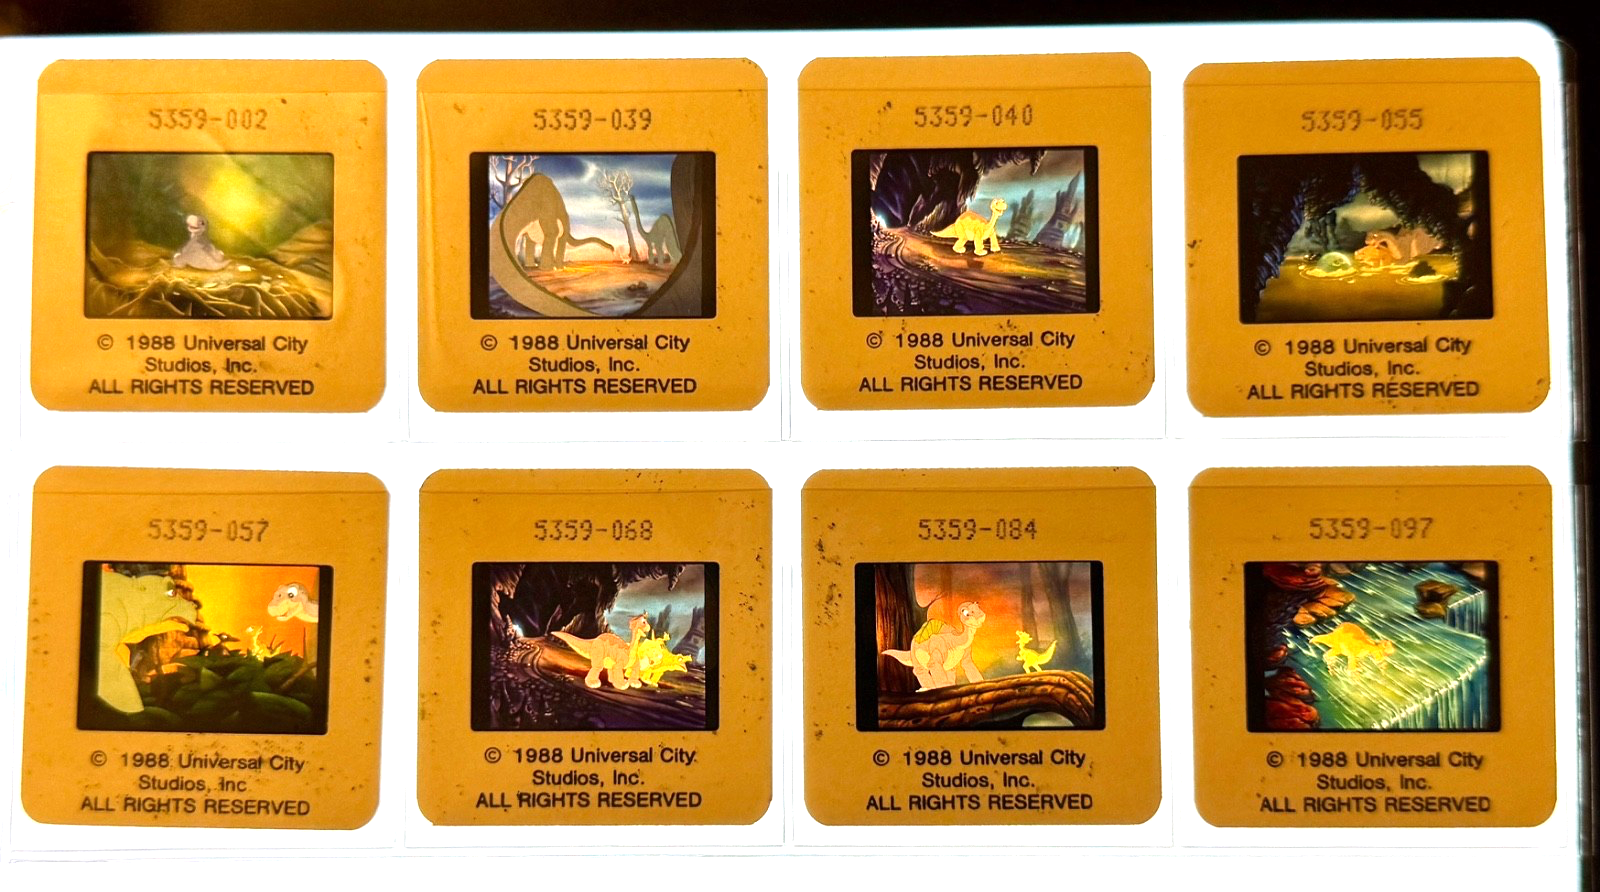 5359-002
© 1988 Universal City
Studios, Inc.
ALL RIGHTS RESERVED
5359-039
© 1988 Universal City
Studios, Inc.
ALL RIGHTS RESERVED
5359-040
© 1988 Universal City
Studios, Inc.
ALL RIGHTS RESERVED
5359-055
© 1988 Universal City
Studios, Inc.
ALL RIGHTS RESERVED
5359-057
© 1988 Universal City
Studios, Inc
ALL RIGHTS RESERVED
5359-068
© 1988 Universal City
Studios, Inc.
ALL RIGHTS RESERVED
5359-084
© 1988 Universal City
Studios, Inc.
ALL RIGHTS RESERVED
5359-097
© 1988 Universal City
Studios, Inc.
ALL RIGHTS RESERVED